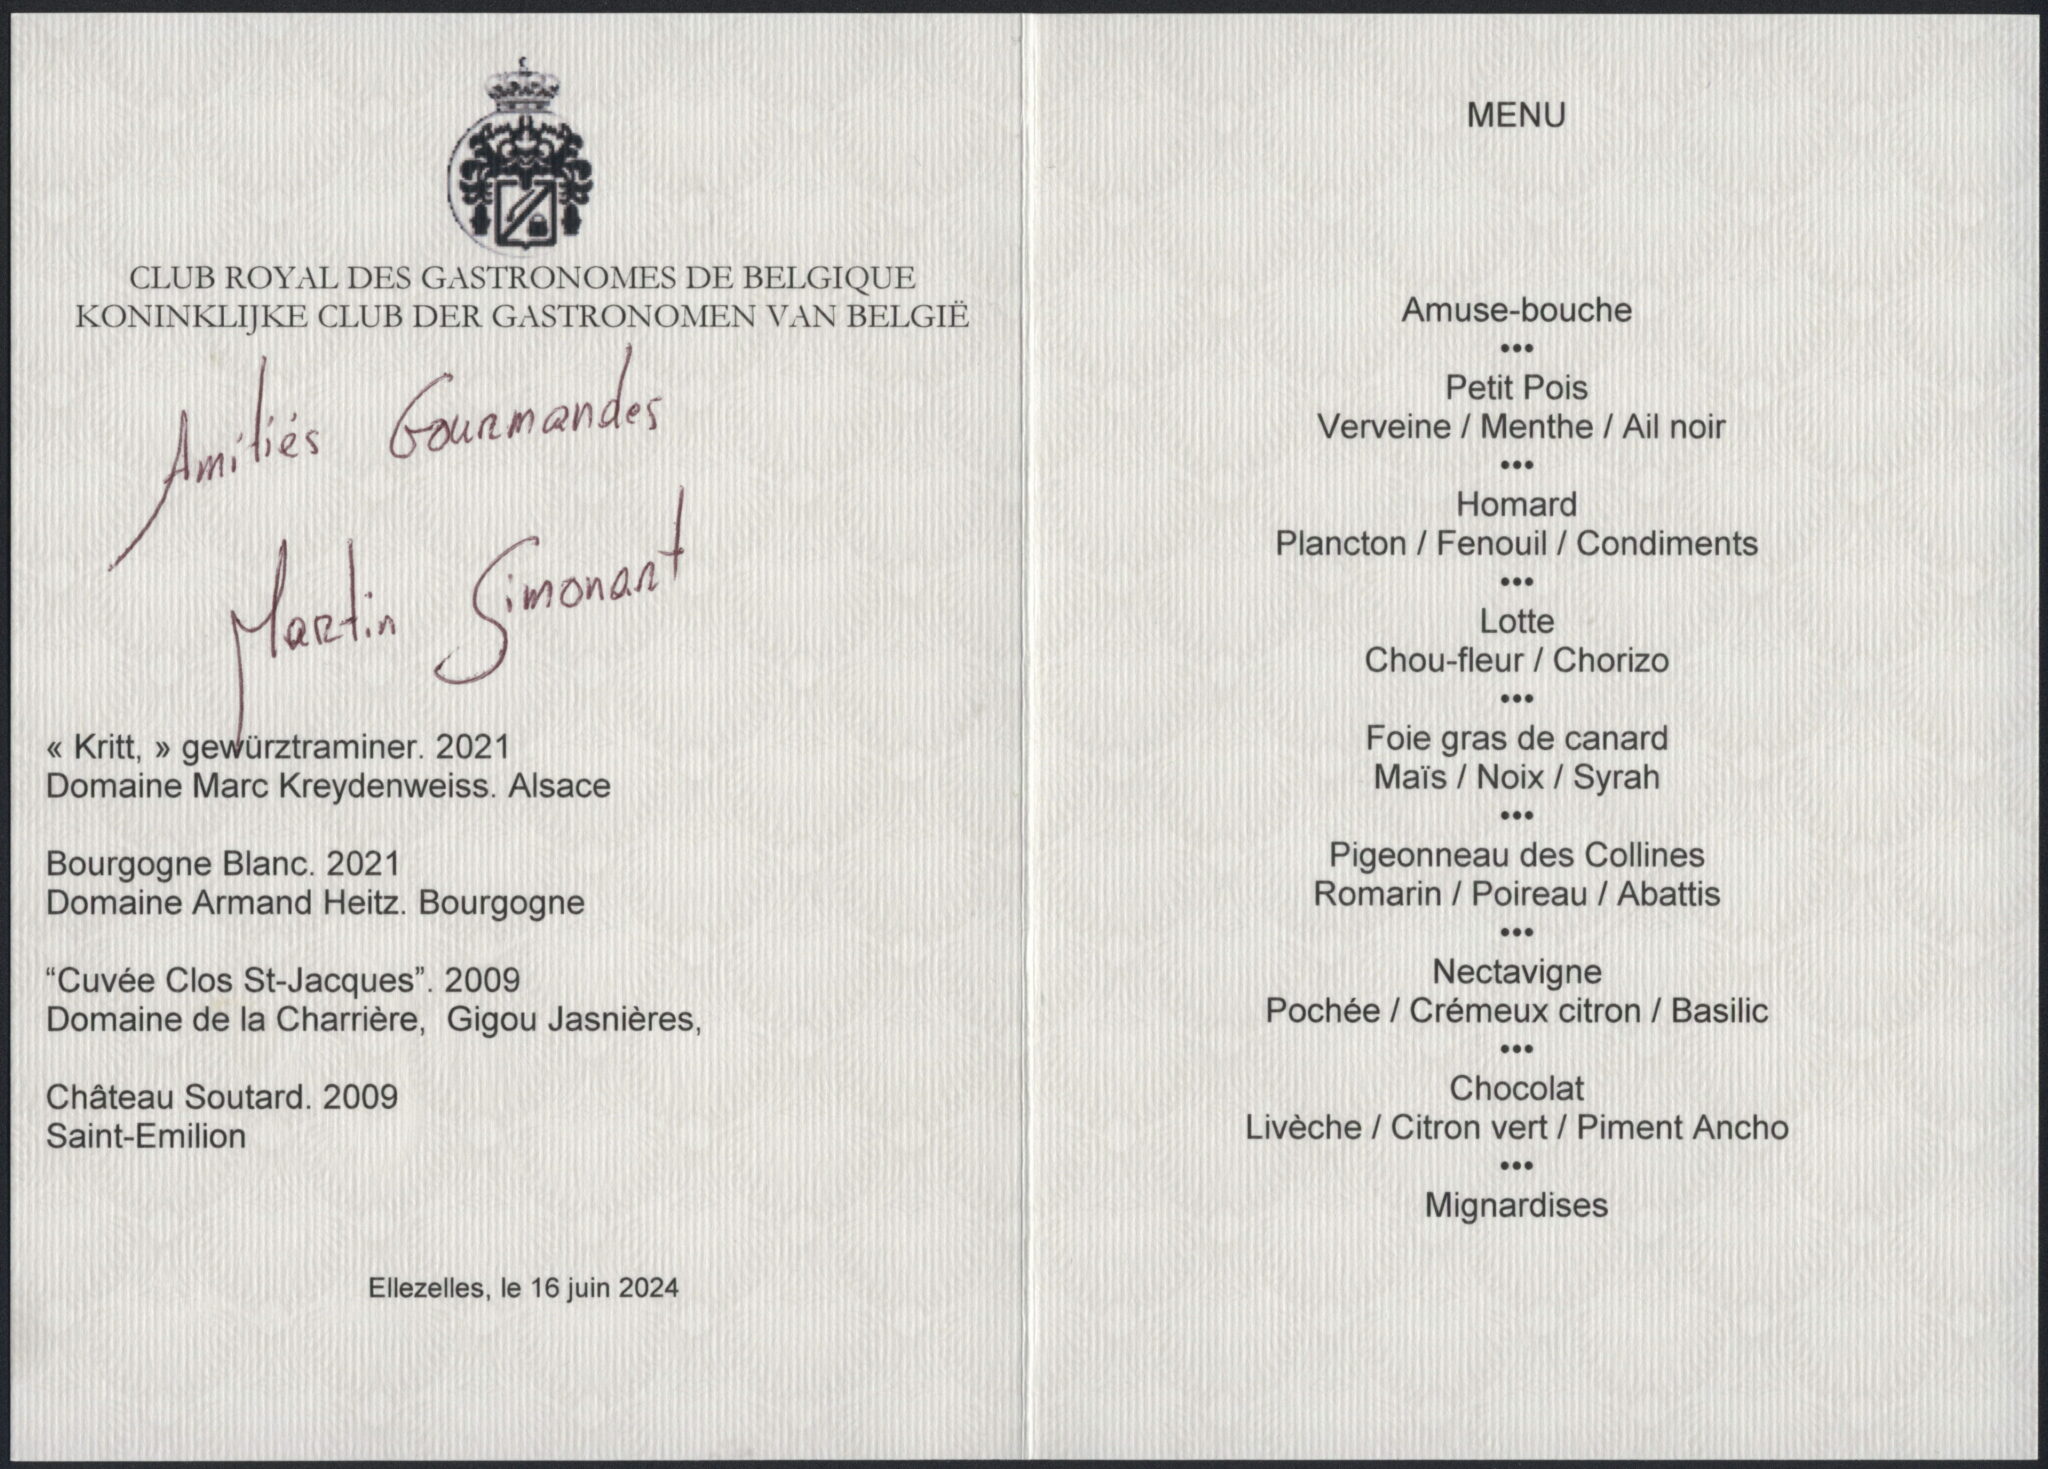 CLUB ROYAL DES GASTRONOMES DE BELGIQUE
KONINKLIJKE CLUB DER GASTRONOMEN VAN BELGIË
Amitiés Gourmandes
Martin Simonart
« Kritt, » gewürztraminer. 2021
Domaine Marc Kreydenweiss. Alsace
Bourgogne Blanc. 2021
Domaine Armand Heitz. Bourgogne
“Cuvée Clos St-Jacques”. 2009
Domaine de la Charrière,  Gigou Jasnières,
Château Soutard. 2009
Saint-Emilion
Ellezelles, le 16 juin 2024
MENU
Amuse-bouche
•••
Petit Pois
Verveine / Menthe / Ail noir
•••
Homard
Plancton / Fenouil / Condiments
•••
Lotte
Chou-fleur / Chorizo
•••
Foie gras de canard
Maïs / Noix / Syrah
•••
Pigeonneau des Collines
Romarin / Poireau / Abattis
•••
Nectavigne
Pochée / Crémeux citron / Basilic
•••
Chocolat
Livèche / Citron vert / Piment Ancho
•••
Mignardises